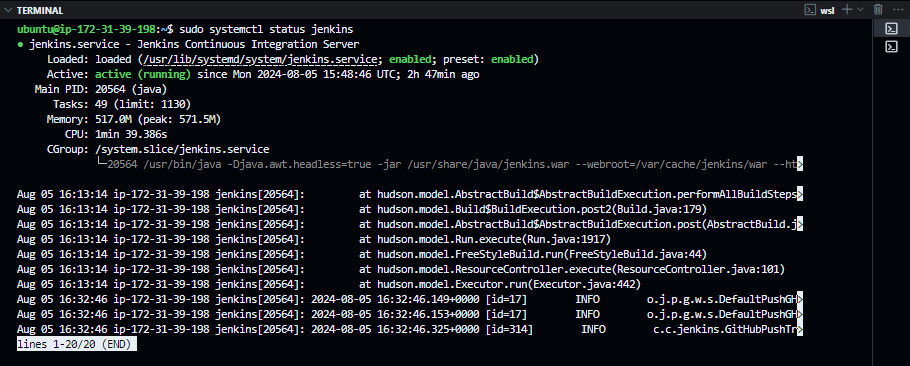 TERMINAL
wsl
ubuntu@ip-172-31-39-198:~$ sudo systemctl status jenkins
● jenkins.service - Jenkins Continuous Integration Server
Loaded: loaded (/usr/lib/systemd/system/jenkins.service; enabled; preset: enabled)
Active: active (running) since Mon 2024-08-05 15:48:46 UTC; 2h 47min ago
Main PID: 20564 (java)
Tasks: 49 (limit: 1130)
Memory: 517.0M (peak: 571.5M)
CPU: 1min 39.386s
CGroup: /system.slice/jenkins.service
└─20564 /usr/bin/java -Djava.awt.headless=true -jar /usr/share/java/jenkins.war --webroot=/var/cache/jenkins/war --ht>
Aug 05 16:13:14 ip-172-31-39-198 jenkins[20564]:         at hudson.model.AbstractBuild$AbstractBuildExecution.performAllBuildSteps>
Aug 05 16:13:14 ip-172-31-39-198 jenkins[20564]:         at hudson.model.Build$BuildExecution.post2(Build.java:179)
Aug 05 16:13:14 ip-172-31-39-198 jenkins[20564]:         at hudson.model.AbstractBuild$AbstractBuildExecution.post(AbstractBuild.j>
Aug 05 16:13:14 ip-172-31-39-198 jenkins[20564]:         at hudson.model.Run.execute(Run.java:1917)
Aug 05 16:13:14 ip-172-31-39-198 jenkins[20564]:         at hudson.model.FreeStyleBuild.run(FreeStyleBuild.java:44)
Aug 05 16:13:14 ip-172-31-39-198 jenkins[20564]:         at hudson.model.ResourceController.execute(ResourceController.java:101)
Aug 05 16:13:14 ip-172-31-39-198 jenkins[20564]:         at hudson.model.Executor.run(Executor.java:442)
Aug 05 16:32:46 ip-172-31-39-198 jenkins[20564]: 2024-08-05 16:32:46.149+0000 [id=17]        INFO        o.j.p.g.w.s.DefaultPushGH>
Aug 05 16:32:46 ip-172-31-39-198 jenkins[20564]: 2024-08-05 16:32:46.153+0000 [id=17]        INFO        o.j.p.g.w.s.DefaultPushGH>
Aug 05 16:32:46 ip-172-31-39-198 jenkins[20564]: 2024-08-05 16:32:46.325+0000 [id=314]        INFO        c.c.jenkins.GitHubPushTr>
lines 1-20/20 (END)